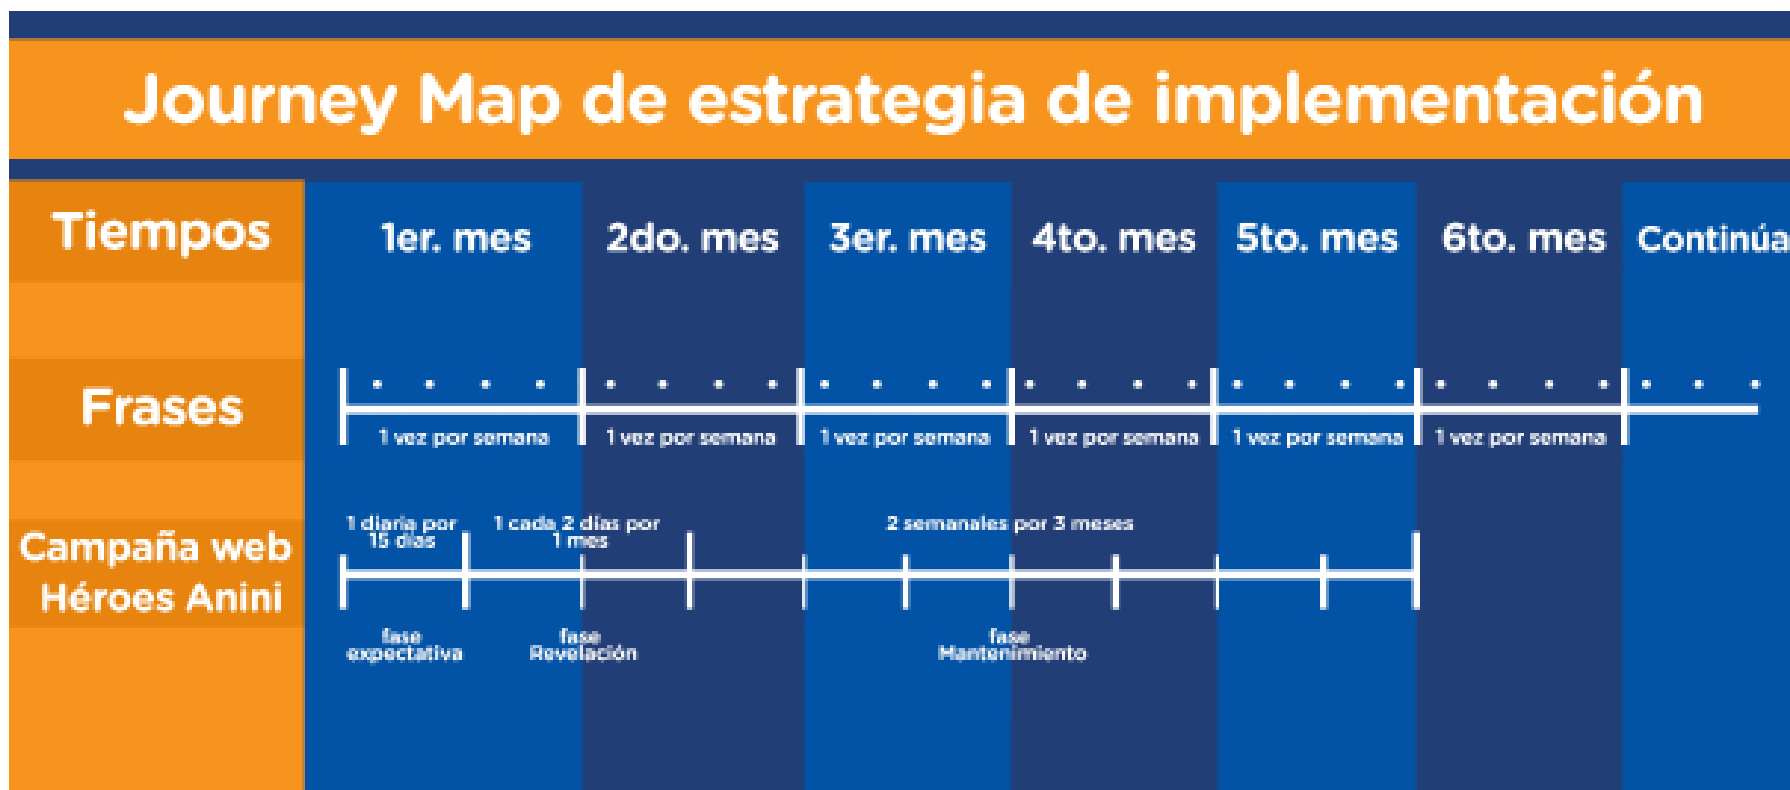 Journey Map de estrategia de implementación
Tiempos
1er. mes
2do. mes
3er. mes
4to. mes
5to. mes
6to. mes
Continúa
Frases
1 vez por semana
1 vez por semana
1 vez por semana
1 vez por semana
1 vez por semana
1 vez por semana
Campaña web
Héroes Anini
1 diaria por
15 días
1 cada 2 días por
1 mes
2 semanales por 3 meses
fase
expectativa
fase
Revelación
fase
Mantenimiento